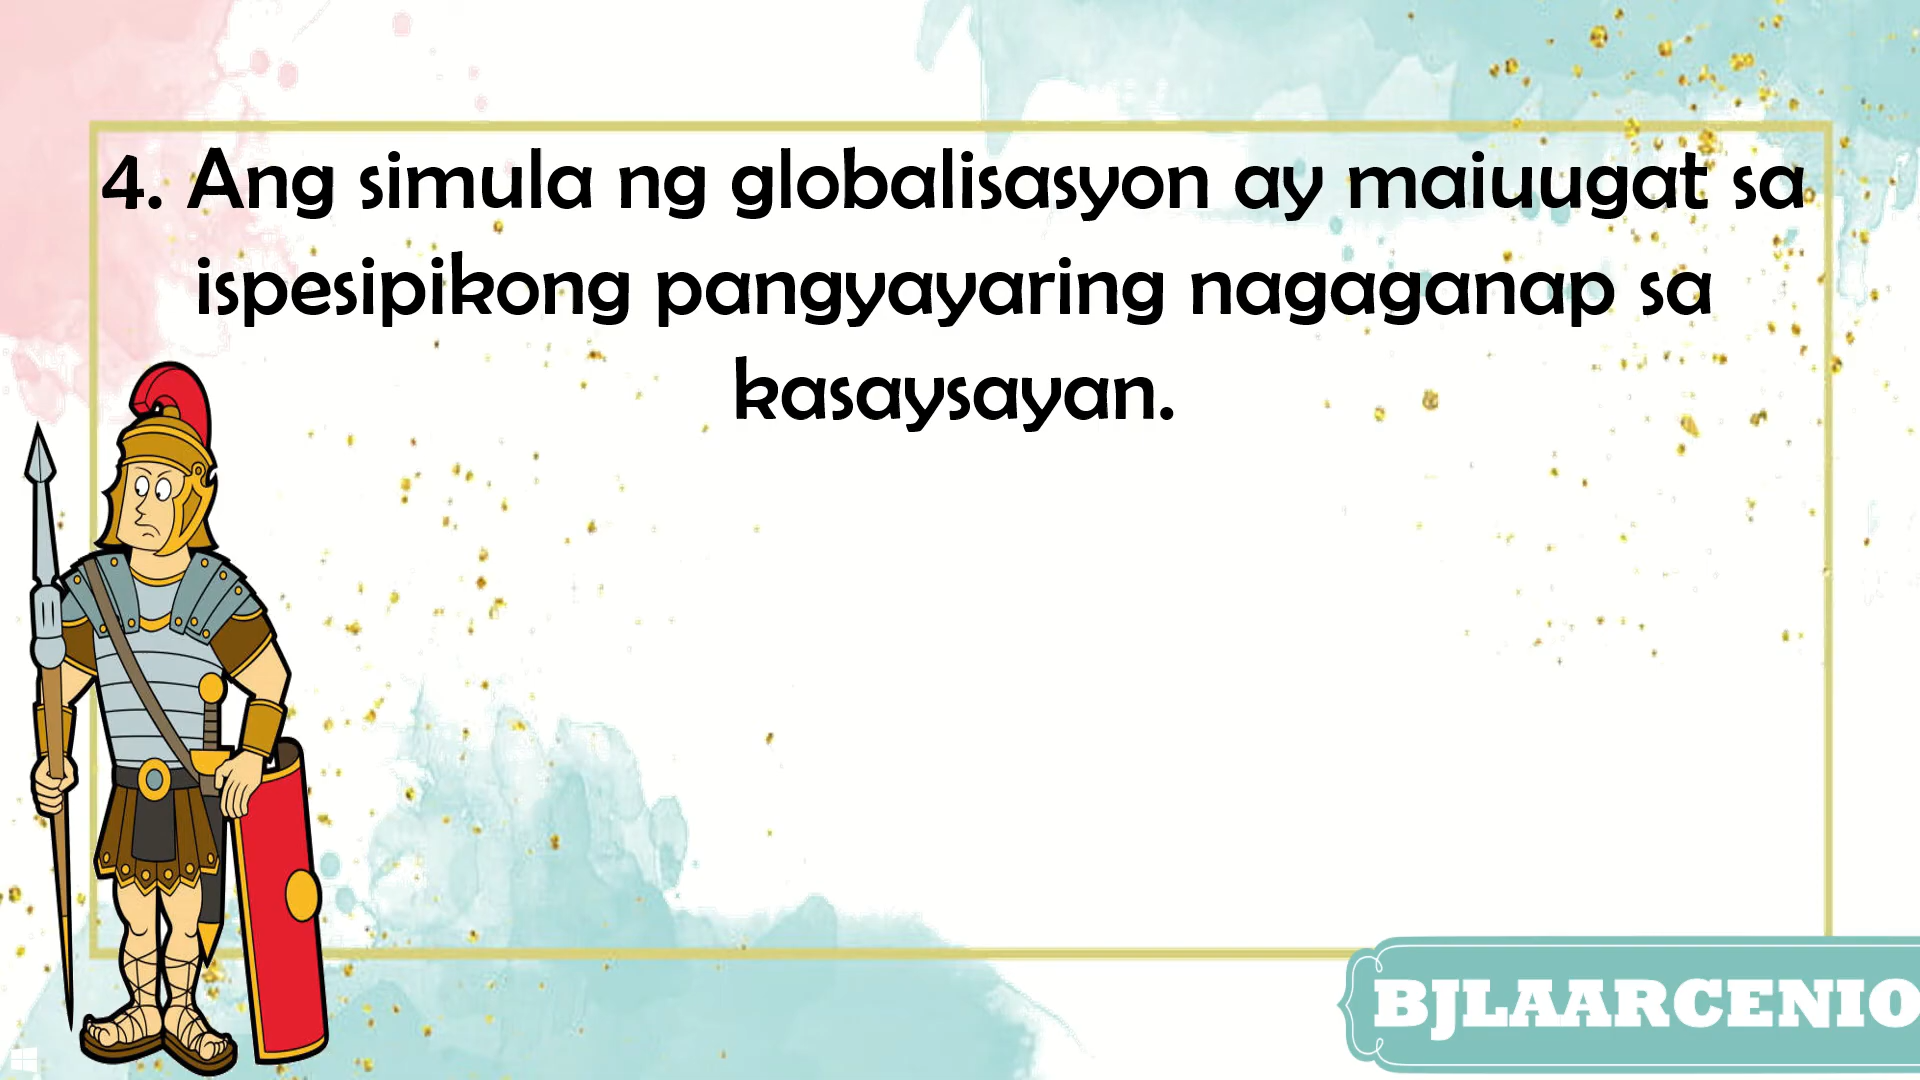 4. Ang simula ng globalisasyon ay maiuugat sa
ispesipikong pangyayaring nagaganap sa
kasaysayan.
BJLAARCENIO